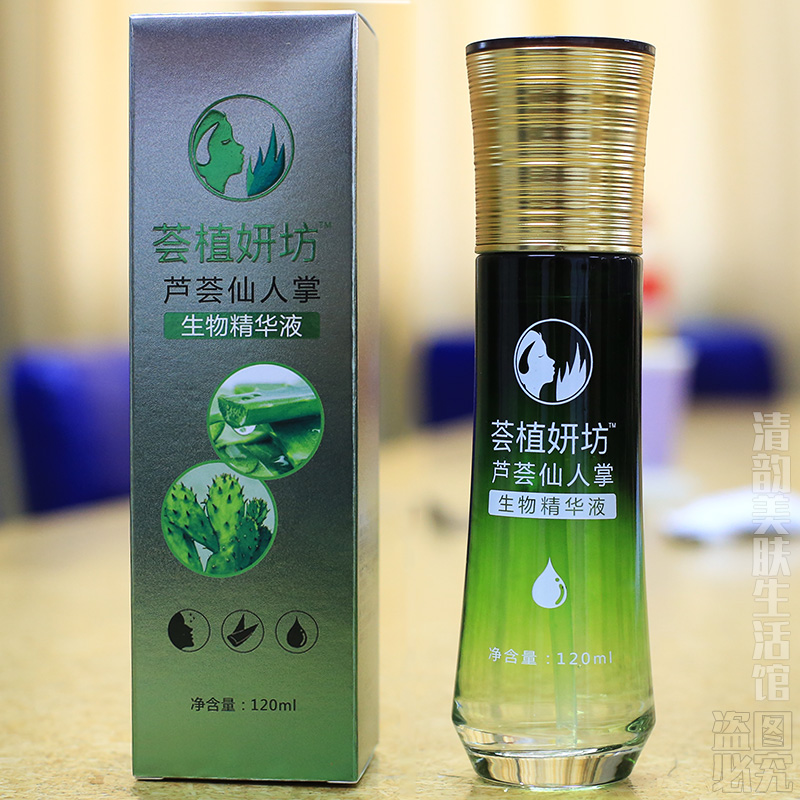 荟植妍坊™
芦荟仙人掌
生物精华液
净含量：120ml
荟植妍坊™
芦荟仙人掌
生物精华液
净含量：120ml
清韵美肤生活馆
盗图必究